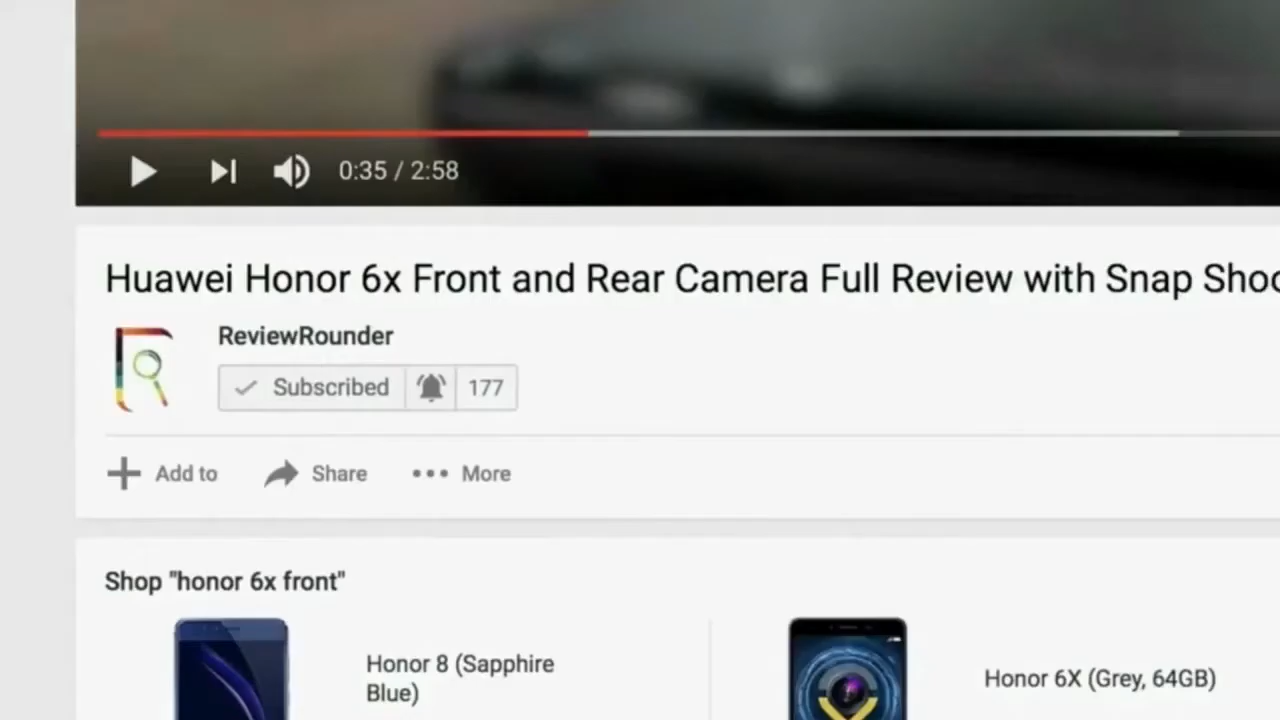 0:35 / 2:58
Huawei Honor 6x Front and Rear Camera Full Review with Snap Shoo
ReviewRounder
Subscribed 177
Add to Share More
Shop "honor 6x front"
Honor 8 (Sapphire
Blue)
Honor 6X (Grey, 64GB)